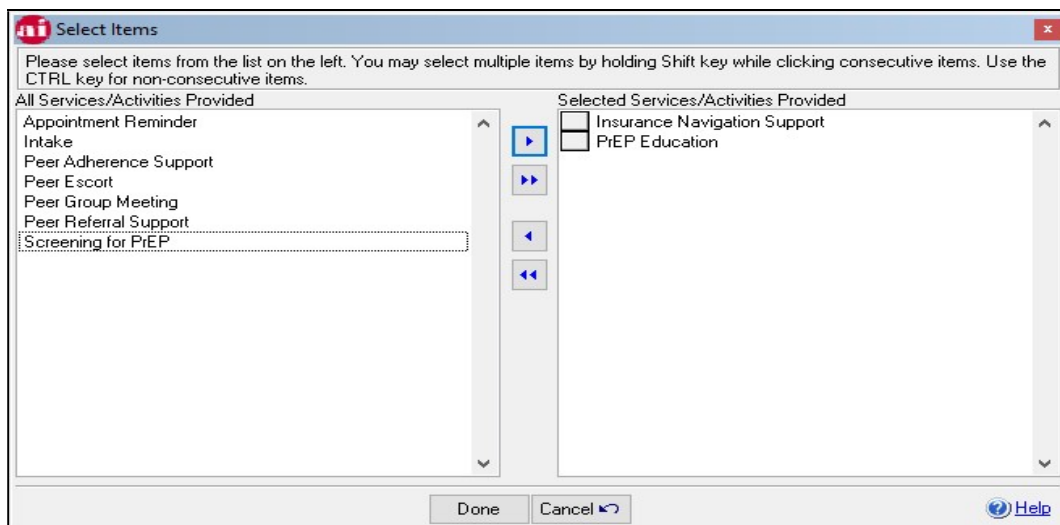 Select Items
Please select items from the list on the left. You may select multiple items by holding Shift key while clicking consecutive items. Use the
CTRL key for non-consecutive items.
All Services/Activities Provided
Appointment Reminder
Intake
Peer Adherence Support
Peer Escort
Peer Group Meeting
Peer Referral Support
Screening for PrEP
Selected Services/Activities Provided
Insurance Navigation Support
PrEP Education
Done
Cancel
Help